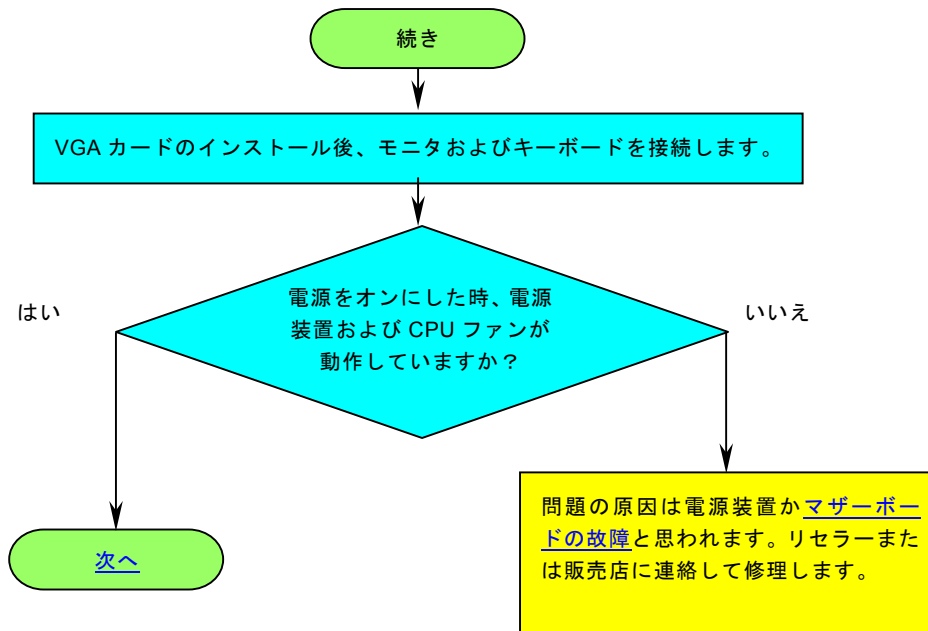 続き
VGA カードのインストール後、モニタおよびキーボードを接続します。
電源をオンにした時、電源
装置および CPU ファンが
動作していますか？
はい
いいえ
問題の原因は電源装置かマザーボー
ドの故障と思われます。リセラーまた
は販売店に連絡して修理します。
次へ